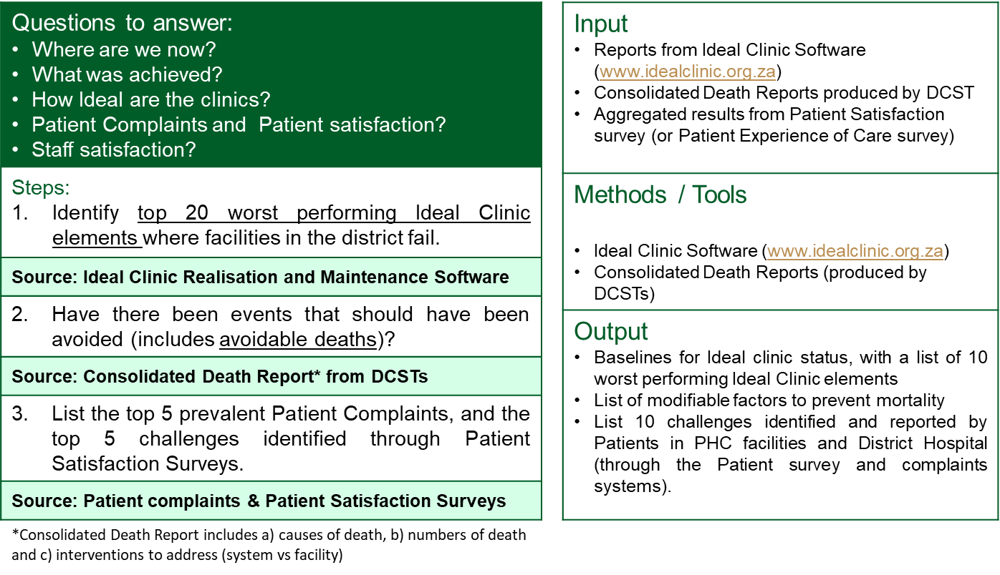 Questions to answer:
• Where are we now?
• What was achieved?
• How Ideal are the clinics?
• Patient Complaints and  Patient satisfaction?
• Staff satisfaction?
Steps:
1. Identify top 20 worst performing Ideal Clinic
elements where facilities in the district fail.
Source: Ideal Clinic Realisation and Maintenance Software
2. Have there been events that should have been
avoided (includes avoidable deaths)?
Source: Consolidated Death Report* from DCSTs
3. List the top 5 prevalent Patient Complaints, and the
top 5 challenges identified through Patient
Satisfaction Surveys.
Source: Patient complaints & Patient Satisfaction Surveys
*Consolidated Death Report includes a) causes of death, b) numbers of death
and c) interventions to address (system vs facility)
Input
• Reports from Ideal Clinic Software
(www.idealclinic.org.za)
• Consolidated Death Reports produced by DCST
• Aggregated results from Patient Satisfaction
survey (or Patient Experience of Care survey)
Methods / Tools
• Ideal Clinic Software (www.idealclinic.org.za)
• Consolidated Death Reports (produced by
DCSTs)
Output
• Baselines for Ideal clinic status, with a list of 10
worst performing Ideal Clinic elements
• List of modifiable factors to prevent mortality
• List 10 challenges identified and reported by
Patients in PHC facilities and District Hospital
(through the Patient survey and complaints
systems).